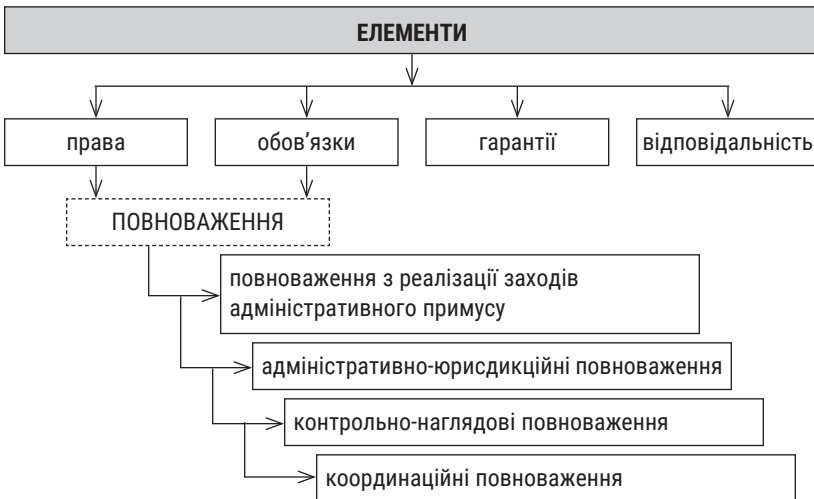 ЕЛЕМЕНТИ
права
обов’язки
гарантії
відповідальність
ПОВНОВАЖЕННЯ
повноваження з реалізації заходів
адміністративного примусу
адміністративно-юрисдикційні повноваження
контрольно-наглядові повноваження
координаційні повноваження